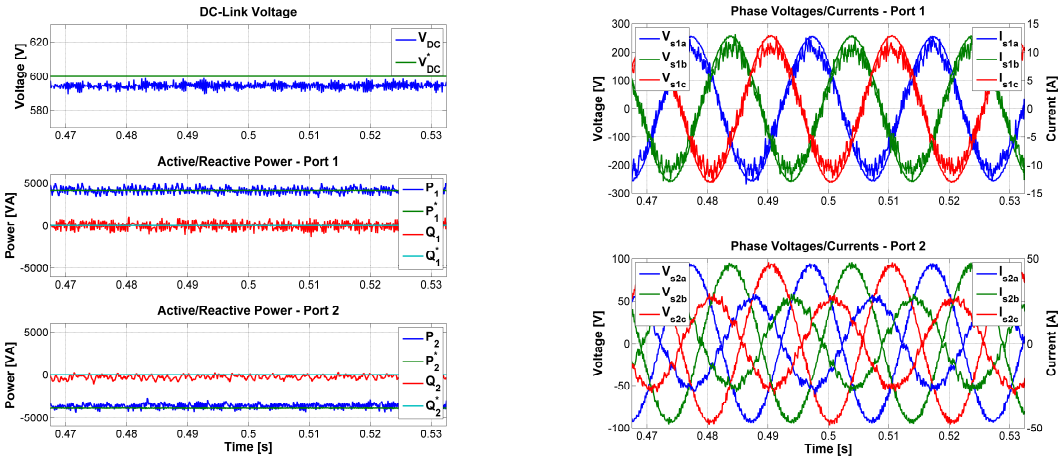 DC-Link Voltage
Voltage [V]
620
600
580
V_DC
V*_DC
0.47 0.48 0.49 0.5 0.51 0.52 0.53
Active/Reactive Power - Port 1
Power [VA]
5000
0
-5000
P_1
P*_1
Q_1
Q*_1
0.47 0.48 0.49 0.5 0.51 0.52 0.53
Active/Reactive Power - Port 2
Power [VA]
5000
0
-5000
P_2
P*_2
Q_2
Q*_2
0.47 0.48 0.49 0.5 0.51 0.52 0.53
Time [s]
Phase Voltages/Currents - Port 1
Voltage [V]
300
200
100
0
-100
-200
-300
V_s1a
V_s1b
V_s1c
I_s1a
I_s1b
I_s1c
15
10
5
0
-5
-10
-15
Current [A]
0.47 0.48 0.49 0.5 0.51 0.52 0.53
Time [s]
Phase Voltages/Currents - Port 2
Voltage [V]
100
50
0
-50
-100
V_s2a
V_s2b
V_s2c
I_s2a
I_s2b
I_s2c
50
0
-50
Current [A]
0.47 0.48 0.49 0.5 0.51 0.52 0.53
Time [s]